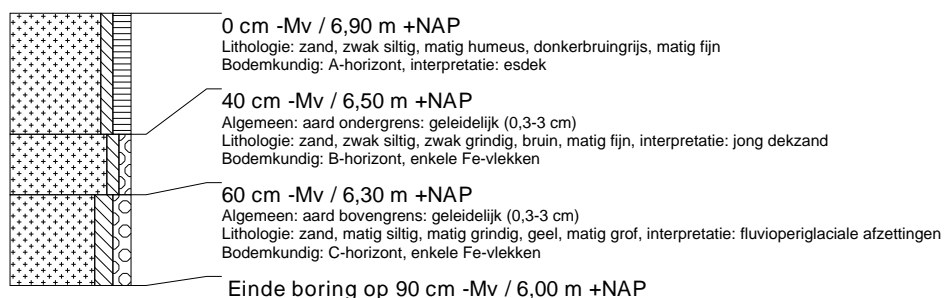 0 cm -Mv / 6,90 m +NAP
Lithologie: zand, zwak siltig, matig humeus, donkerbruingrijs, matig fijn
Bodemkundig: A-horizont, interpretatie: esdek
40 cm -Mv / 6,50 m +NAP
Algemeen: aard ondergrens: geleidelijk (0,3-3 cm)
Lithologie: zand, zwak siltig, zwak grindig, bruin, matig fijn, interpretatie: jong dekzand
Bodemkundig: B-horizont, enkele Fe-vlekken
60 cm -Mv / 6,30 m +NAP
Algemeen: aard bovengrens: geleidelijk (0,3-3 cm)
Lithologie: zand, matig siltig, matig grindig, geel, matig grof, interpretatie: fluvioperiglaciale afzettingen
Bodemkundig: C-horizont, enkele Fe-vlekken
Einde boring op 90 cm -Mv / 6,00 m +NAP